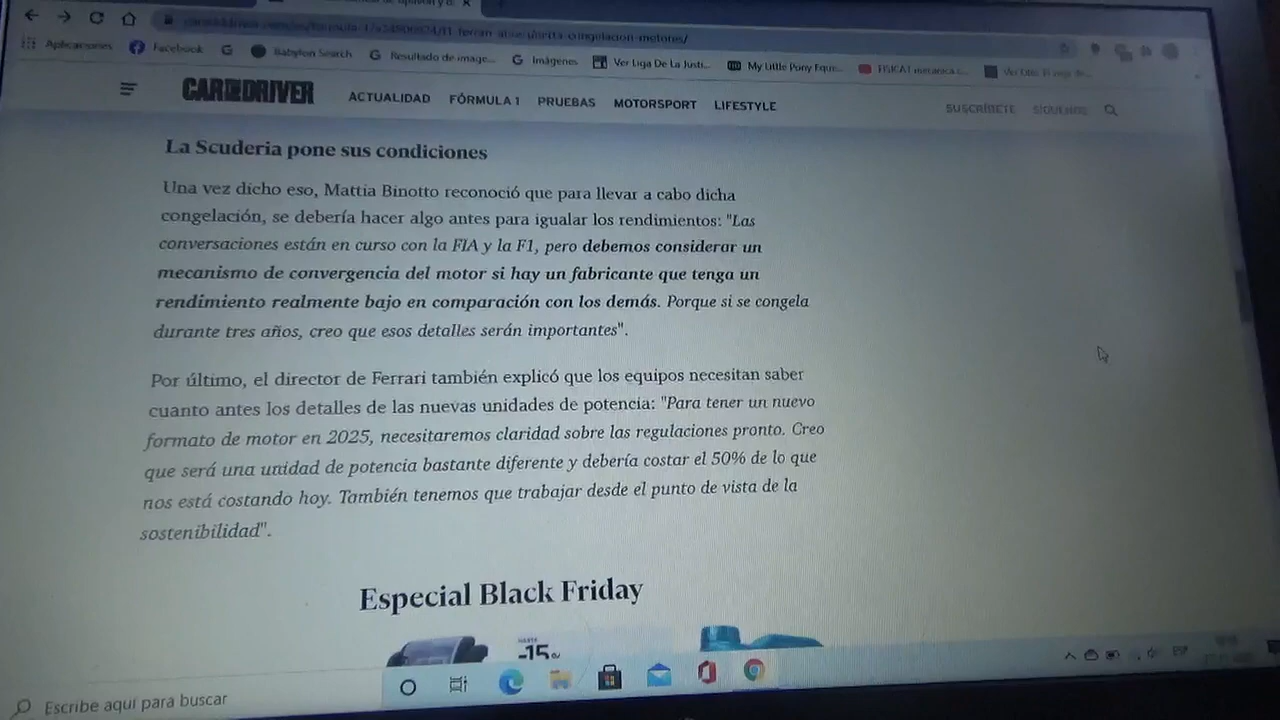 Aplicaciones Facebook G Babylon Search G Resultado de image... G Imágenes Ver Liga De La Justi... My Little Pony Eque...
CAR AND DRIVER ACTUALIDAD FÓRMULA 1 PRUEBAS MOTORSPORT LIFESTYLE SUSCRÍBETE SÍGUENOS
La Scuderia pone sus condiciones
Una vez dicho eso, Mattia Binotto reconoció que para llevar a cabo dicha
congelación, se debería hacer algo antes para igualar los rendimientos: "Las
conversaciones están en curso con la FIA y la F1, pero debemos considerar un
mecanismo de convergencia del motor si hay un fabricante que tenga un
rendimiento realmente bajo en comparación con los demás. Porque si se congela
durante tres años, creo que esos detalles serán importantes".
Por último, el director de Ferrari también explicó que los equipos necesitan saber
cuanto antes los detalles de las nuevas unidades de potencia: "Para tener un nuevo
formato de motor en 2025, necesitaremos claridad sobre las regulaciones pronto. Creo
que será una unidad de potencia bastante diferente y debería costar el 50% de lo que
nos está costando hoy. También tenemos que trabajar desde el punto de vista de la
sostenibilidad".
Especial Black Friday
HASTA
-15%
Escribe aquí para buscar
ESP